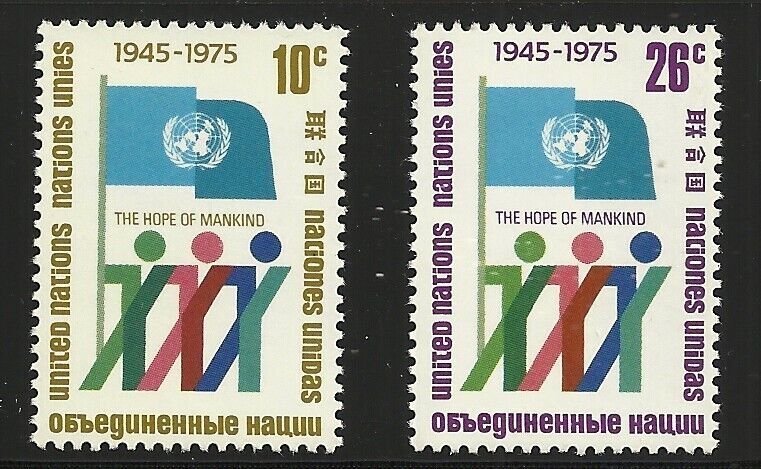 1945-1975
10c
united nations nations unies
联合国 naciones unidas
THE HOPE OF MANKIND
объединенные нации
1945-1975
26c
united nations nations unies
联合国 naciones unidas
THE HOPE OF MANKIND
объединенные нации